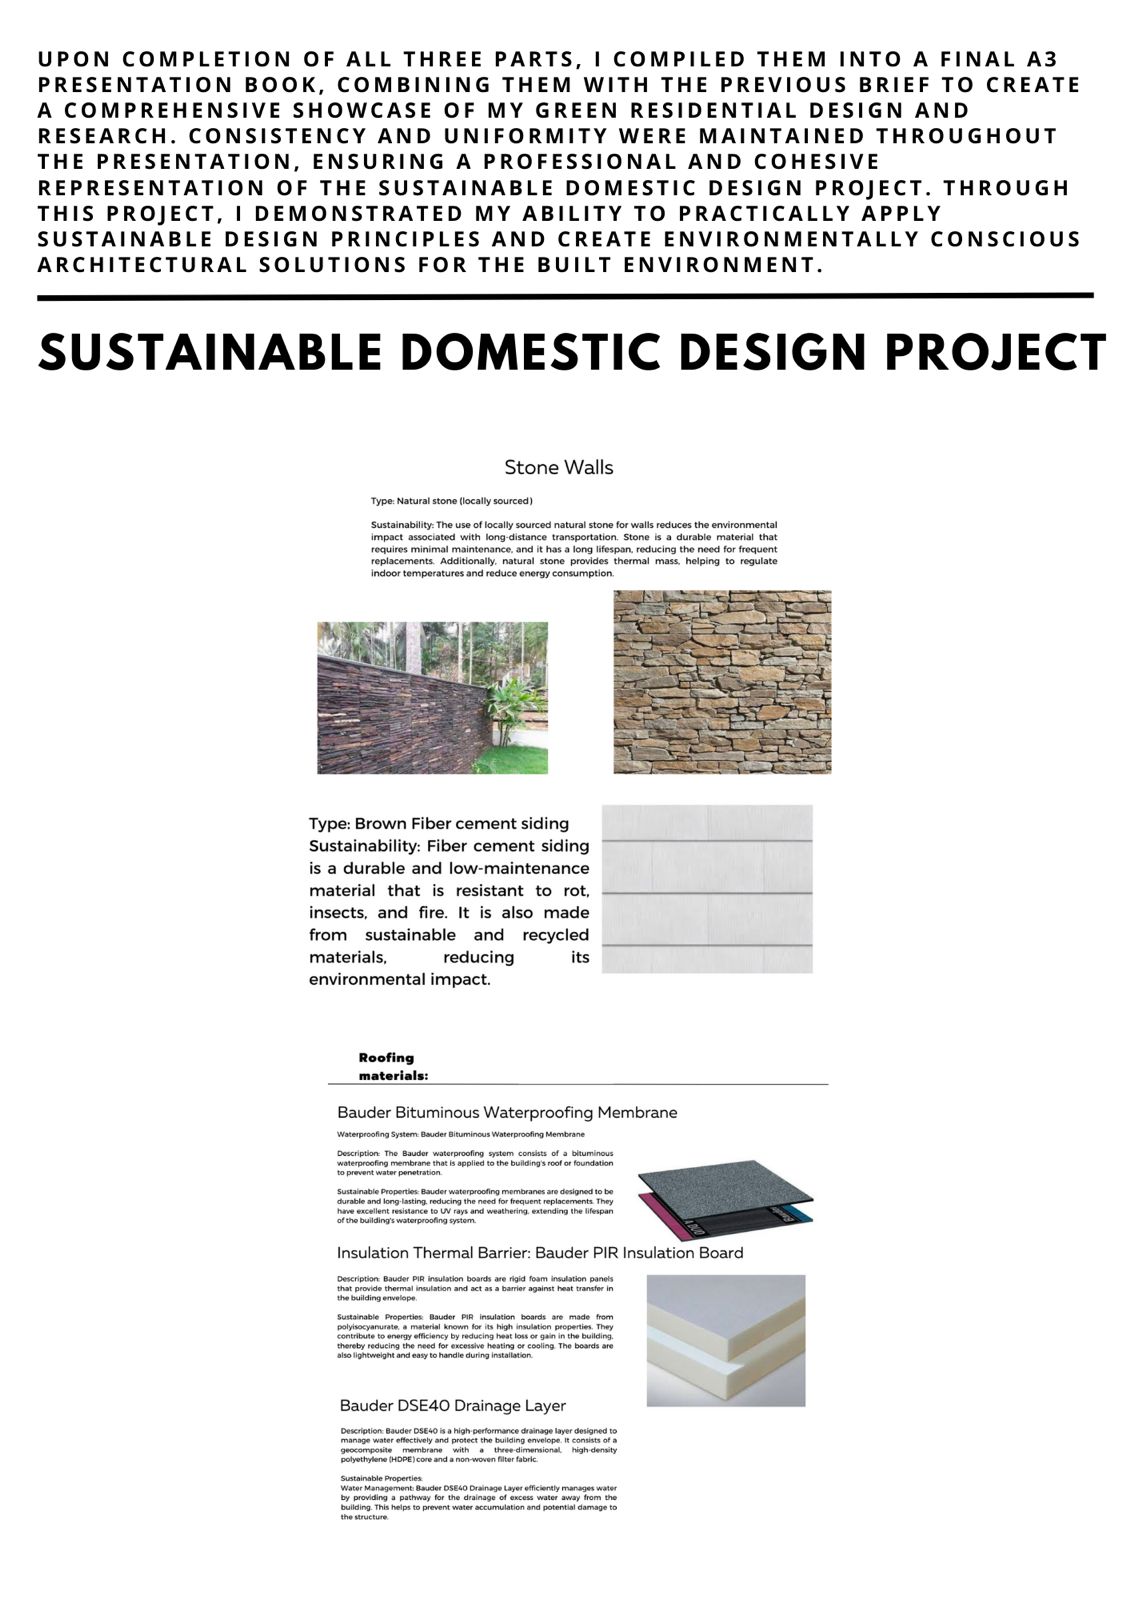 UPON COMPLETION OF ALL THREE PARTS, I COMPILED THEM INTO A FINAL A3
PRESENTATION BOOK, COMBINING THEM WITH THE PREVIOUS BRIEF TO CREATE
A COMPREHENSIVE SHOWCASE OF MY GREEN RESIDENTIAL DESIGN AND
RESEARCH. CONSISTENCY AND UNIFORMITY WERE MAINTAINED THROUGHOUT
THE PRESENTATION, ENSURING A PROFESSIONAL AND COHESIVE
REPRESENTATION OF THE SUSTAINABLE DOMESTIC DESIGN PROJECT. THROUGH
THIS PROJECT, I DEMONSTRATED MY ABILITY TO PRACTICALLY APPLY
SUSTAINABLE DESIGN PRINCIPLES AND CREATE ENVIRONMENTALLY CONSCIOUS
ARCHITECTURAL SOLUTIONS FOR THE BUILT ENVIRONMENT.
SUSTAINABLE DOMESTIC DESIGN PROJECT
Stone Walls
Type: Natural stone (locally sourced)
Sustainability: The use of locally sourced natural stone for walls reduces the environmental
impact associated with long-distance transportation. Stone is a durable material that
requires minimal maintenance, and it has a long lifespan, reducing the need for frequent
replacements. Additionally, natural stone provides thermal mass, helping to regulate
indoor temperatures and reduce energy consumption.
Type: Brown Fiber cement siding
Sustainability: Fiber cement siding
is a durable and low-maintenance
material that is resistant to rot,
insects, and fire. It is also made
from sustainable and recycled
materials, reducing its
environmental impact.
Roofing
materials:
Bauder Bituminous Waterproofing Membrane
Waterproofing System: Bauder Bituminous Waterproofing Membrane
Description: The Bauder waterproofing system consists of a bituminous
waterproofing membrane that is applied to the building's roof or foundation
to prevent water penetration.
Sustainable Properties: Bauder waterproofing membranes are designed to be
durable and long-lasting, reducing the need for frequent replacements. They
have excellent resistance to UV rays and weathering, extending the lifespan
of the building's waterproofing system.
Bauder
Insulation Thermal Barrier: Bauder PIR Insulation Board
Description: Bauder PIR insulation boards are rigid foam insulation panels
that provide thermal insulation and act as a barrier against heat transfer in
the building envelope.
Sustainable Properties: Bauder PIR insulation boards are made from
polyisocyanurate, a material known for its high insulation properties. They
contribute to energy efficiency by reducing heat loss or gain in the building,
thereby reducing the need for excessive heating or cooling. The boards are
also lightweight and easy to handle during installation.
Bauder DSE40 Drainage Layer
Description: Bauder DSE40 is a high-performance drainage layer designed to
manage water effectively and protect the building envelope. It consists of a
geocomposite membrane with a three-dimensional, high-density
polyethylene (HDPE) core and a non-woven filter fabric.
Sustainable Properties:
Water Management: Bauder DSE40 Drainage Layer efficiently manages water
by providing a pathway for the drainage of excess water away from the
building. This helps to prevent water accumulation and potential damage to
the structure.